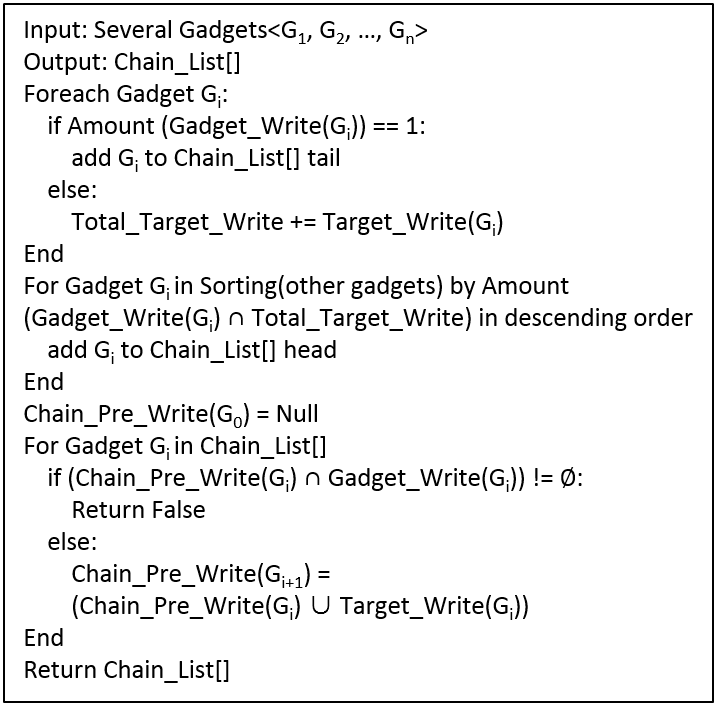 Input: Several Gadgets<G₁, G₂, ..., Gₙ>
Output: Chain_List[]
Foreach Gadget Gᵢ:
if Amount (Gadget_Write(Gᵢ)) == 1:
add Gᵢ to Chain_List[] tail
else:
Total_Target_Write += Target_Write(Gᵢ)
End
For Gadget Gᵢ in Sorting(other gadgets) by Amount
(Gadget_Write(Gᵢ) ∩ Total_Target_Write) in descending order
add Gᵢ to Chain_List[] head
End
Chain_Pre_Write(G₀) = Null
For Gadget Gᵢ in Chain_List[]
if (Chain_Pre_Write(Gᵢ) ∩ Gadget_Write(Gᵢ)) != ∅:
Return False
else:
Chain_Pre_Write(Gᵢ₊₁) =
(Chain_Pre_Write(Gᵢ) ∪ Target_Write(Gᵢ))
End
Return Chain_List[]